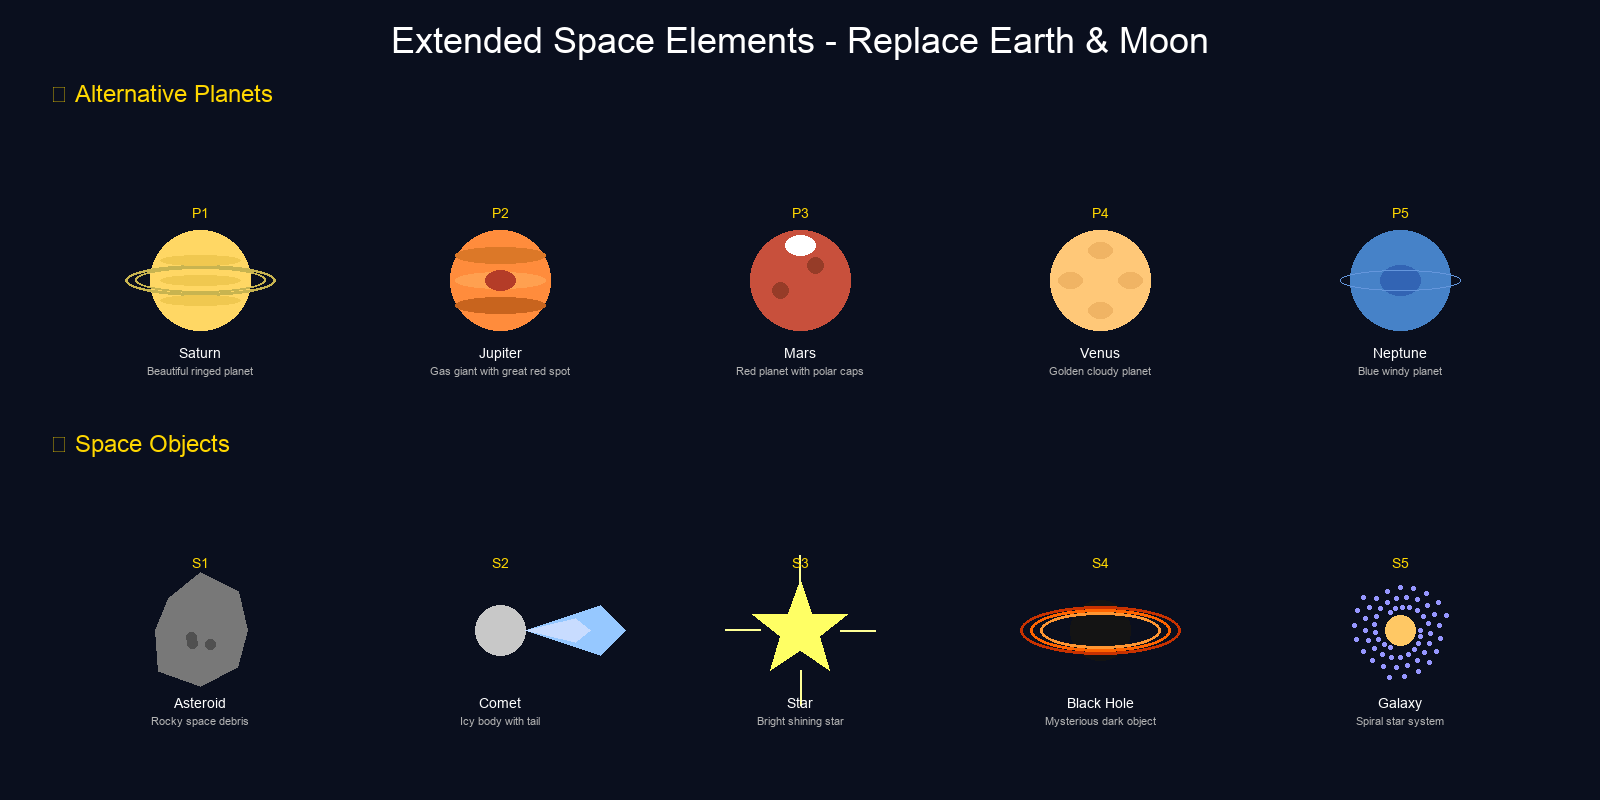 Extended Space Elements - Replace Earth & Moon
Alternative Planets
P1 P2 P3 P4 P5
Saturn Jupiter Mars Venus Neptune
Beautiful ringed planet Gas giant with great red spot Red planet with polar caps Golden cloudy planet Blue windy planet
Space Objects
S1 S2 S3 S4 S5
Asteroid Comet Star Black Hole Galaxy
Rocky space debris Icy body with tail Bright shining star Mysterious dark object Spiral star system